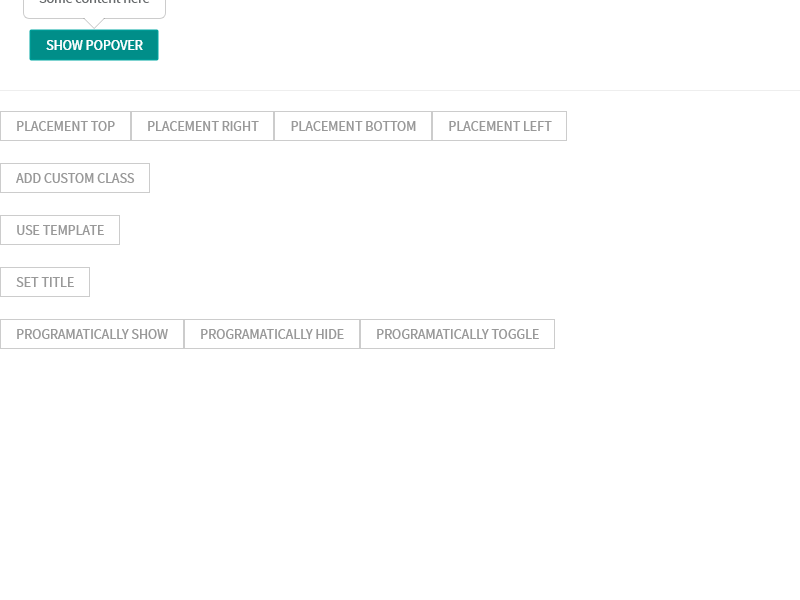 Some content here
SHOW POPOVER
PLACEMENT TOP PLACEMENT RIGHT PLACEMENT BOTTOM PLACEMENT LEFT
ADD CUSTOM CLASS
USE TEMPLATE
SET TITLE
PROGRAMATICALLY SHOW PROGRAMATICALLY HIDE PROGRAMATICALLY TOGGLE